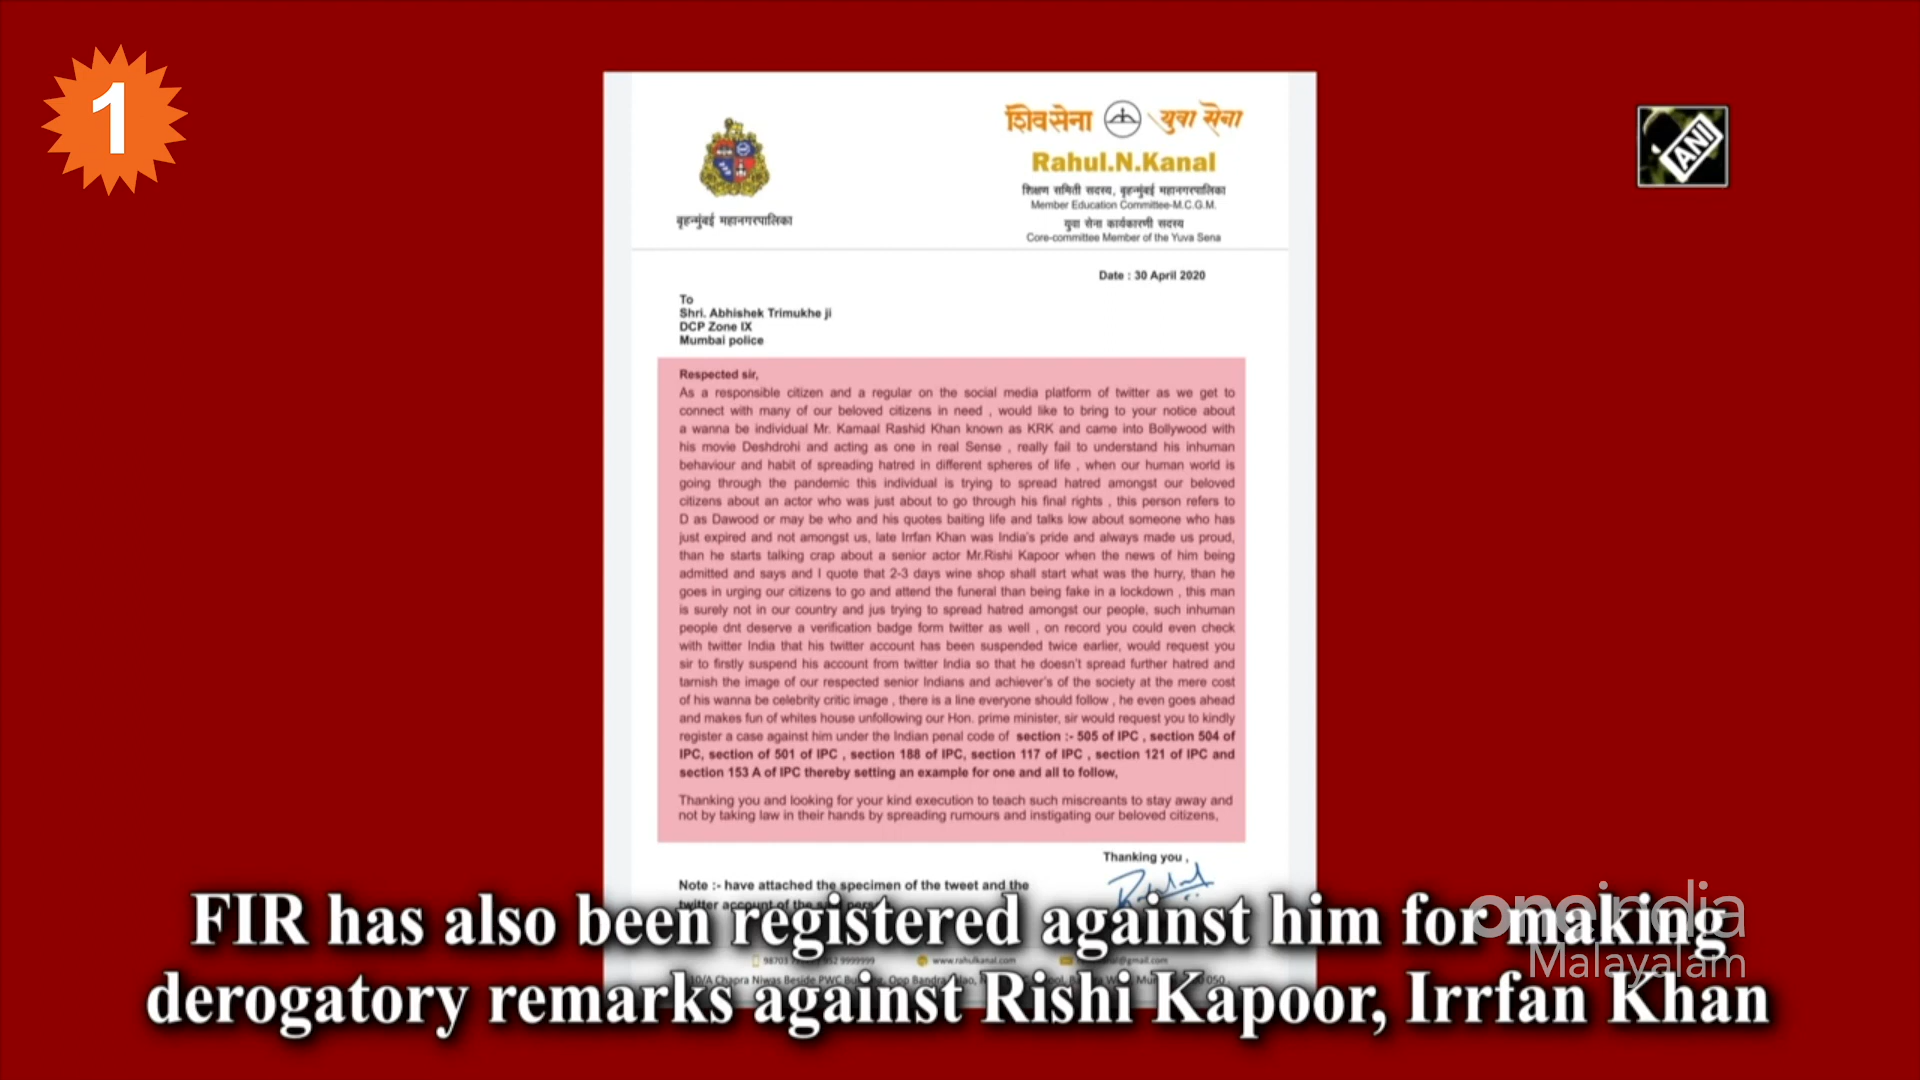 1
ANI
शिवसेना युवा सेना
Rahul.N.Kanal
शिक्षण समिती सदस्य, बृहन्मुंबई महानगरपालिका
Member Education Committee-M.C.G.M.
युवा सेना कार्यकारणी सदस्य
Core-committee Member of the Yuva Sena
बृहन्मुंबई महानगरपालिका
Date : 30 April 2020
To
Shri. Abhishek Trimukhe ji
DCP Zone IX
Mumbai police
Respected sir,
As a responsible citizen and a regular on the social media platform of twitter as we get to
connect with many of our beloved citizens in need , would like to bring to your notice about
a wanna be individual Mr. Kamaal Rashid Khan known as KRK and came into Bollywood with
his movie Deshdrohi and acting as one in real Sense , really fail to understand his inhuman
behaviour and habit of spreading hatred in different spheres of life , when our human world is
going through the pandemic this individual is trying to spread hatred amongst our beloved
citizens about an actor who was just about to go through his final rights , this person refers to
D as Dawood or may be who and his quotes baiting life and talks low about someone who has
just expired and not amongst us, late Irrfan Khan was India's pride and always made us proud,
than he starts talking crap about a senior actor Mr.Rishi Kapoor when the news of him being
admitted and says and I quote that 2-3 days wine shop shall start what was the hurry, than he
goes in urging our citizens to go and attend the funeral than being fake in a lockdown , this man
is surely not in our country and jus trying to spread hatred amongst our people, such inhuman
people dnt deserve a verification badge form twitter as well , on record you could even check
with twitter India that his twitter account has been suspended twice earlier, would request you
sir to firstly suspend his account from twitter India so that he doesn't spread further hatred and
tarnish the image of our respected senior Indians and achiever's of the society at the mere cost
of his wanna be celebrity critic image , there is a line everyone should follow , he even goes ahead
and makes fun of whites house unfollowing our Hon. prime minister, sir would request you to kindly
register a case against him under the Indian penal code of section :- 505 of IPC , section 504 of
IPC, section of 501 of IPC , section 188 of IPC, section 117 of IPC , section 121 of IPC and
section 153 A of IPC thereby setting an example for one and all to follow,
Thanking you and looking for your kind execution to teach such miscreants to stay away and
not by taking law in their hands by spreading rumours and instigating our beloved citizens,
Thanking you ,
Note :- have attached the specimen of the tweet and the
twitter account of the
www.rahulkanal.com
Chapra Niwas Beside PWC
FIR has also been registered against him for making
derogatory remarks against Rishi Kapoor, Irrfan Khan
oneindia
Malayalam